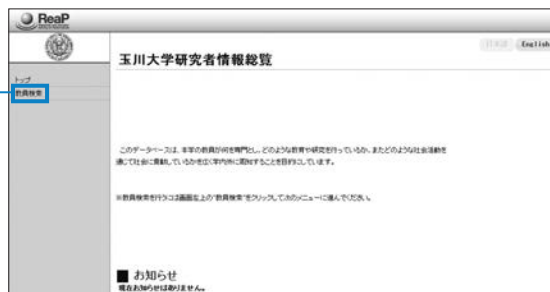 ReaP
日本語 English
玉川大学研究者情報総覧
トップ
教員検索
このデータベースは、本学の教員が何を専門とし、どのような教育や研究を行っているか、またどのような社会活動を
通じて社会に貢献しているかを広く学内外に周知することを目的にしています。
※教員検索を行うには画面左上の"教員検索"をクリックして次のメニューに進んでください。
■ お知らせ
現在お知らせはありません。